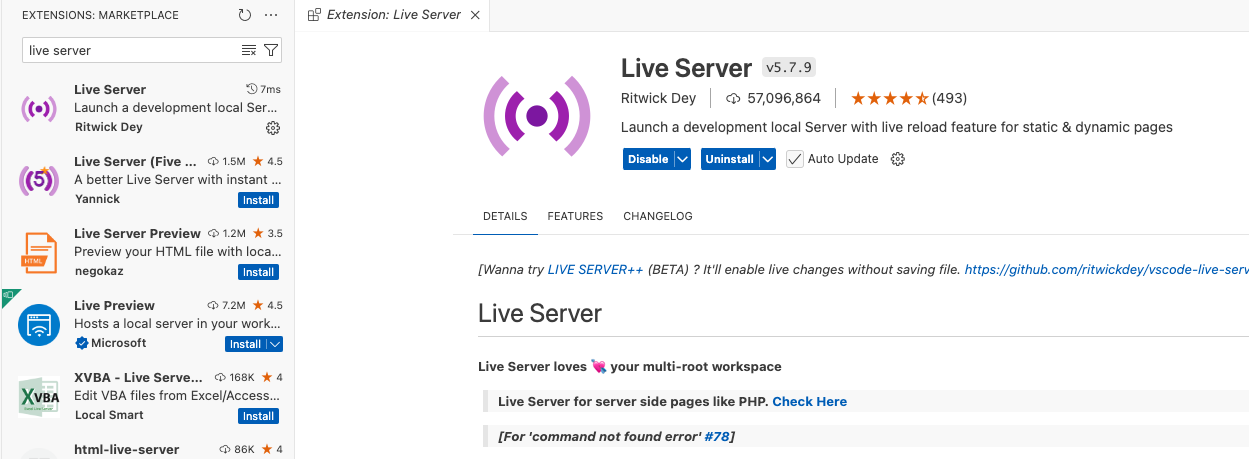 EXTENSIONS: MARKETPLACE
live server
Live Server
7ms
Launch a development local Ser...
Ritwick Dey
Live Server (Five ...
1.5M
4.5
A better Live Server with instant ...
Yannick
Install
Live Server Preview
1.2M
3.5
Preview your HTML file with loca...
negokaz
Install
Live Preview
7.2M
4.5
Hosts a local server in your work...
Microsoft
Install
XVBA - Live Serve...
168K
4
Edit VBA files from Excel/Access...
Local Smart
Install
html-live-server
86K
4
Extension: Live Server
Live Server
v5.7.9
Ritwick Dey
57,096,864
(493)
Launch a development local Server with live reload feature for static & dynamic pages
Disable
Uninstall
Auto Update
DETAILS
FEATURES
CHANGELOG
[Wanna try LIVE SERVER++ (BETA) ? It'll enable live changes without saving file. https://github.com/ritwickdey/vscode-live-serv
Live Server
Live Server loves 💘 your multi-root workspace
Live Server for server side pages like PHP. Check Here
[For 'command not found error' #78]
5
HTML
XVBA